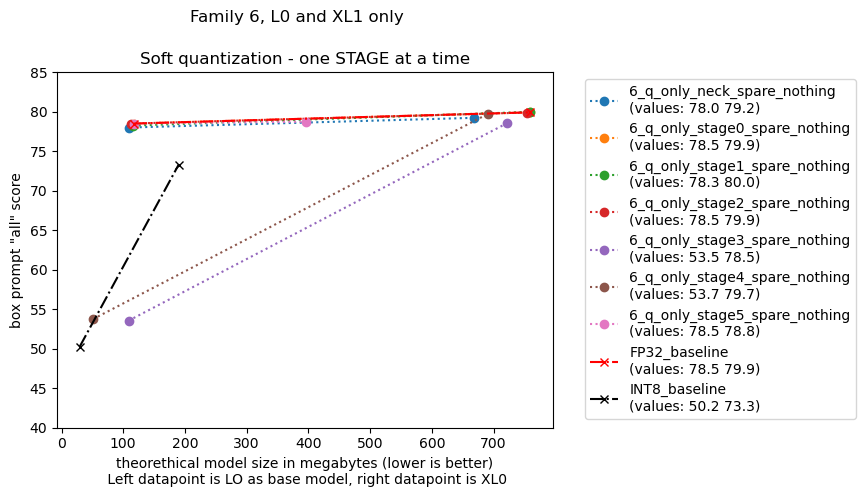 Family 6, L0 and XL1 only
Soft quantization - one STAGE at a time
85
80
75
70
65
60
55
50
45
40
box prompt "all" score
0
100
200
300
400
500
600
700
theorethical model size in megabytes (lower is better)
Left datapoint is LO as base model, right datapoint is XL0
6_q_only_neck_spare_nothing
(values: 78.0 79.2)
6_q_only_stage0_spare_nothing
(values: 78.5 79.9)
6_q_only_stage1_spare_nothing
(values: 78.3 80.0)
6_q_only_stage2_spare_nothing
(values: 78.5 79.9)
6_q_only_stage3_spare_nothing
(values: 53.5 78.5)
6_q_only_stage4_spare_nothing
(values: 53.7 79.7)
6_q_only_stage5_spare_nothing
(values: 78.5 78.8)
FP32_baseline
(values: 78.5 79.9)
INT8_baseline
(values: 50.2 73.3)